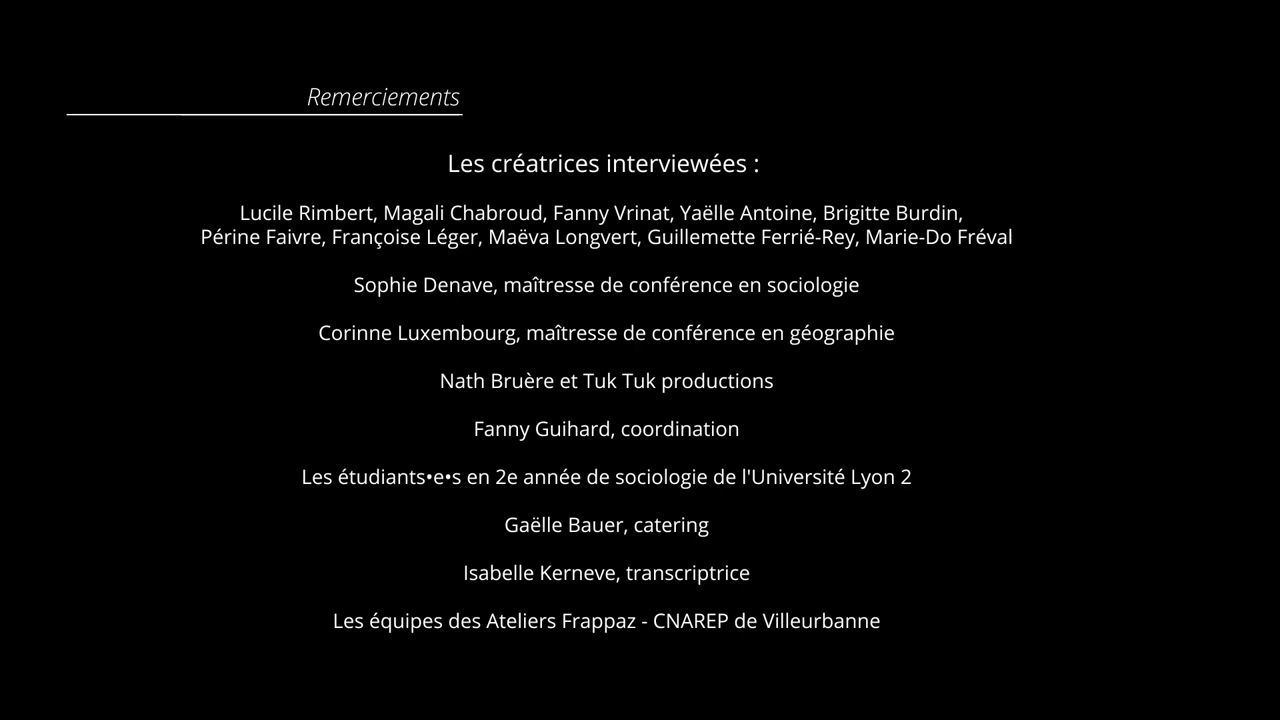 Remerciements
Les créatrices interviewées :
Lucile Rimbert, Magali Chabroud, Fanny Vrinat, Yaëlle Antoine, Brigitte Burdin,
Périne Faivre, Françoise Léger, Maëva Longvert, Guillemette Ferrié-Rey, Marie-Do Fréval
Sophie Denave, maîtresse de conférence en sociologie
Corinne Luxembourg, maîtresse de conférence en géographie
Nath Bruère et Tuk Tuk productions
Fanny Guihard, coordination
Les étudiants•e•s en 2e année de sociologie de l'Université Lyon 2
Gaëlle Bauer, catering
Isabelle Kerneve, transcriptrice
Les équipes des Ateliers Frappaz - CNAREP de Villeurbanne